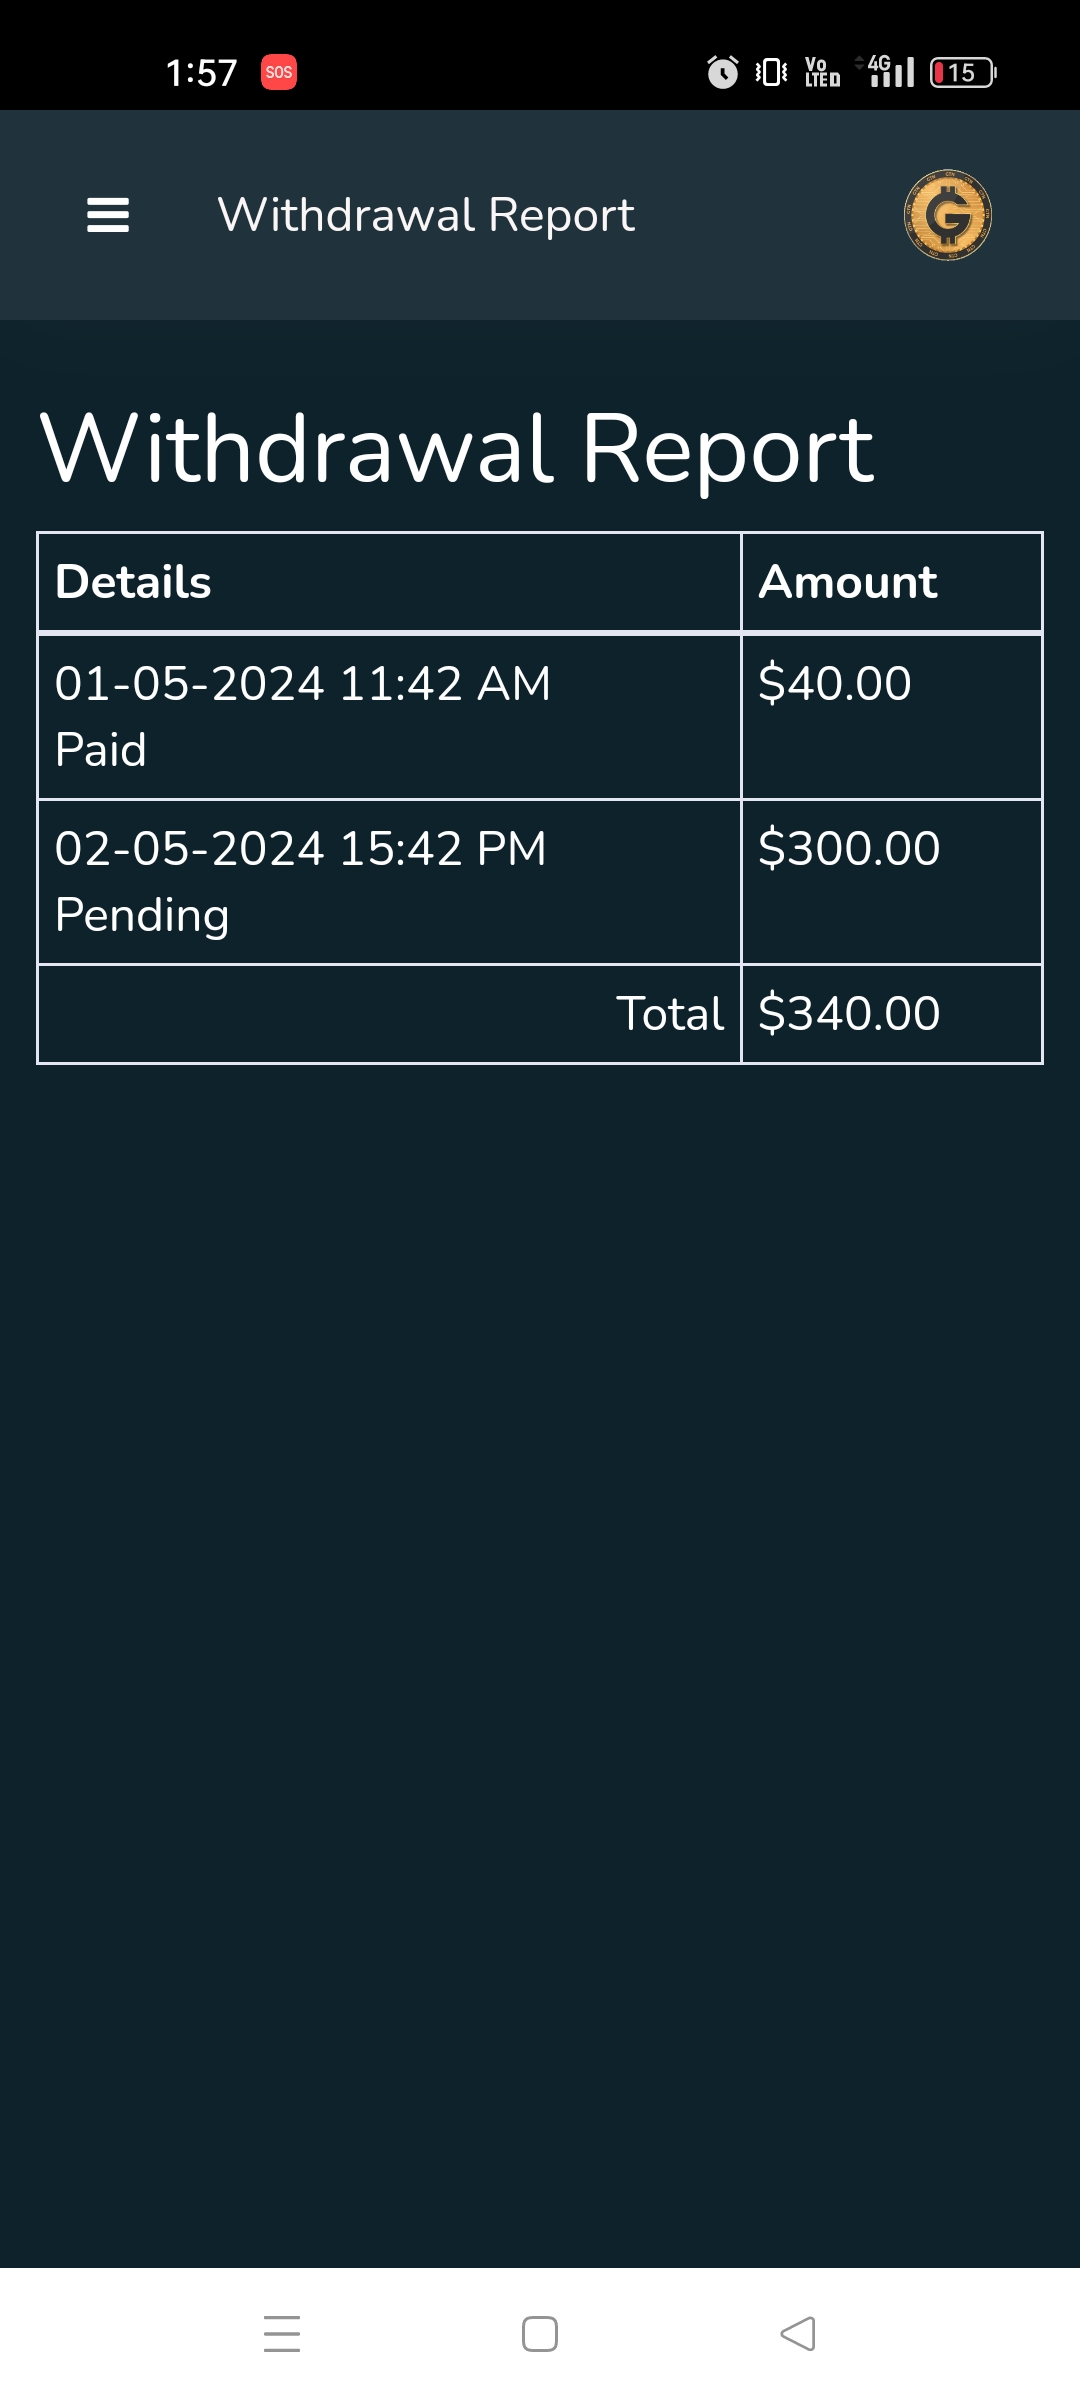 1:57 SOS Vo LTED 4G 15
Withdrawal Report
Withdrawal Report
Details Amount
01-05-2024 11:42 AM $40.00
Paid
02-05-2024 15:42 PM $300.00
Pending
Total $340.00